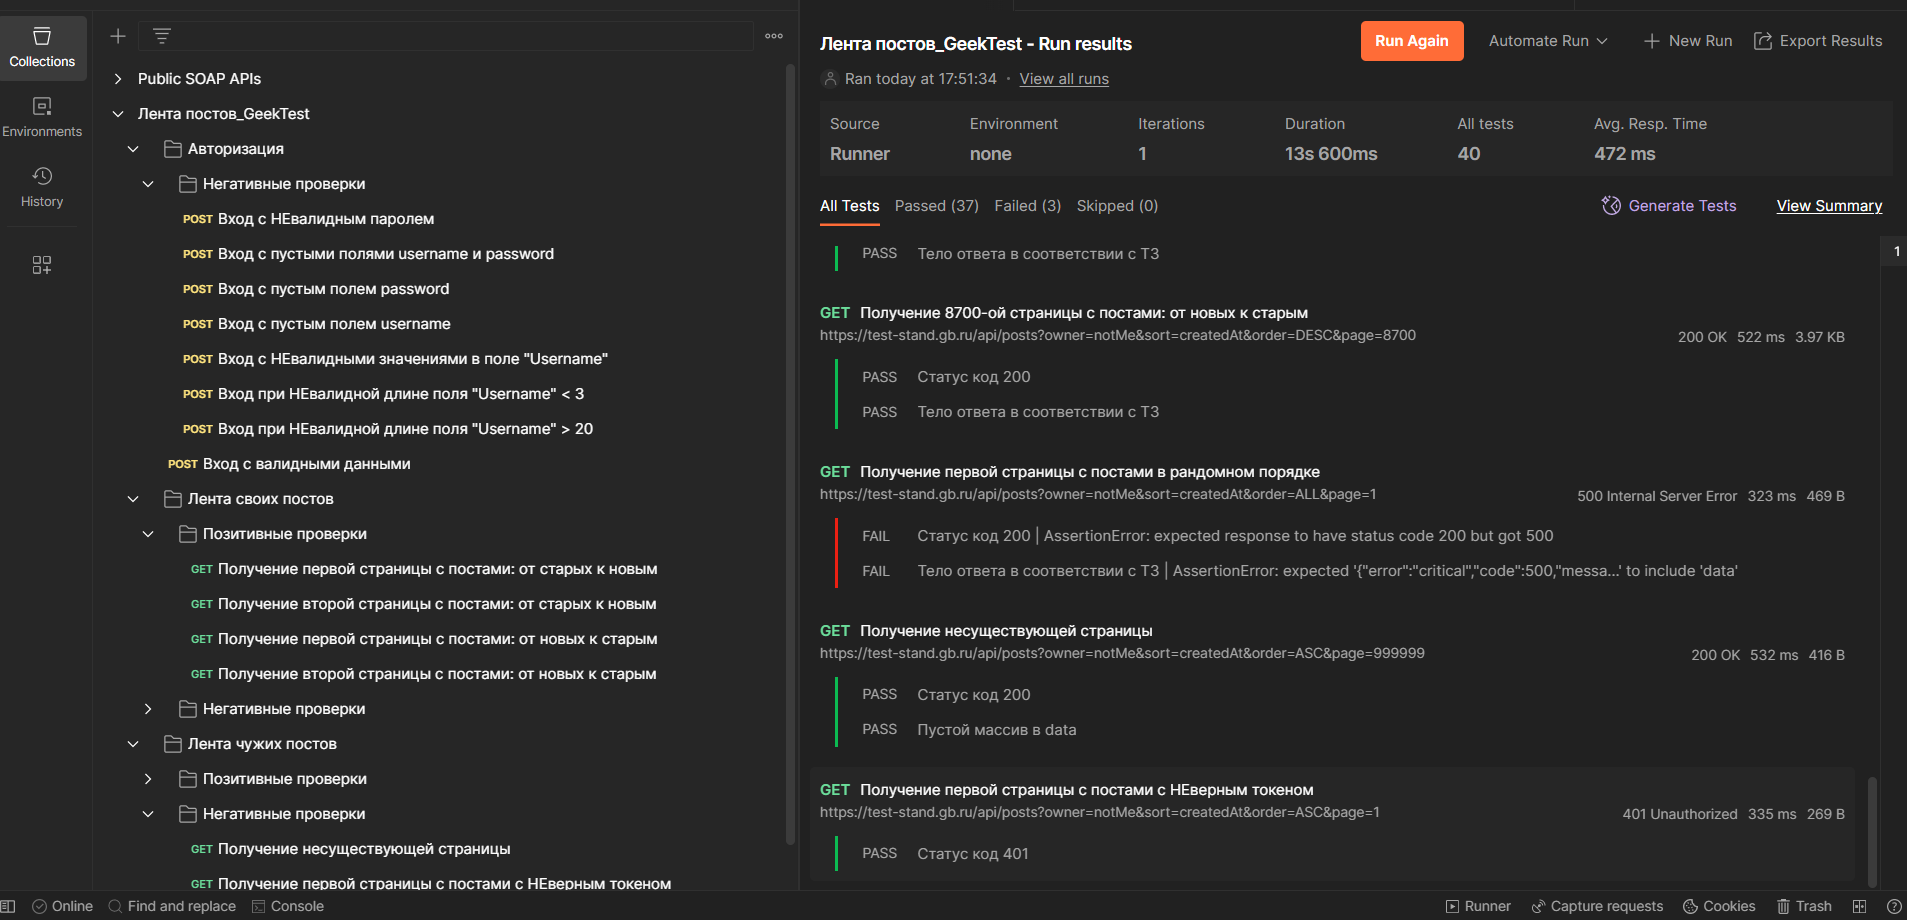 Collections
Environments
History
Public SOAP APIs
Лента постов_GeekTest
Авторизация
Негативные проверки
POST Вход с НЕвалидным паролем
POST Вход с пустыми полями username и password
POST Вход с пустым полем password
POST Вход с пустым полем username
POST Вход с НЕвалидными значениями в поле "Username"
POST Вход при НЕвалидной длине поля "Username" < 3
POST Вход при НЕвалидной длине поля "Username" > 20
POST Вход с валидными данными
Лента своих постов
Позитивные проверки
GET Получение первой страницы с постами: от старых к новым
GET Получение второй страницы с постами: от старых к новым
GET Получение первой страницы с постами: от новых к старым
GET Получение второй страницы с постами: от новых к старым
Негативные проверки
Лента чужих постов
Позитивные проверки
Негативные проверки
GET Получение несуществующей страницы
GET Получение первой страницы с постами с НЕверным токеном
Лента постов_GeekTest - Run results
Run Again
Automate Run
New Run
Export Results
Ran today at 17:51:34 · View all runs
Source Environment Iterations Duration All tests Avg. Resp. Time
Runner none 1 13s 600ms 40 472 ms
All Tests Passed (37) Failed (3) Skipped (0)
Generate Tests
View Summary
1
PASS Тело ответа в соответствии с ТЗ
GET Получение 8700-ой страницы с постами: от новых к старым
https://test-stand.gb.ru/api/posts?owner=notMe&sort=createdAt&order=DESC&page=8700
200 OK 522 ms 3.97 KB
PASS Статус код 200
PASS Тело ответа в соответствии с ТЗ
GET Получение первой страницы с постами в рандомном порядке
https://test-stand.gb.ru/api/posts?owner=notMe&sort=createdAt&order=ALL&page=1
500 Internal Server Error 323 ms 469 B
FAIL Статус код 200 | AssertionError: expected response to have status code 200 but got 500
FAIL Тело ответа в соответствии с ТЗ | AssertionError: expected '{"error":"critical","code":500,"messa...' to include 'data'
GET Получение несуществующей страницы
https://test-stand.gb.ru/api/posts?owner=notMe&sort=createdAt&order=ASC&page=999999
200 OK 532 ms 416 B
PASS Статус код 200
PASS Пустой массив в data
GET Получение первой страницы с постами с НЕверным токеном
https://test-stand.gb.ru/api/posts?owner=notMe&sort=createdAt&order=ASC&page=1
401 Unauthorized 335 ms 269 B
PASS Статус код 401
Online Find and replace Console
Runner Capture requests Cookies Trash